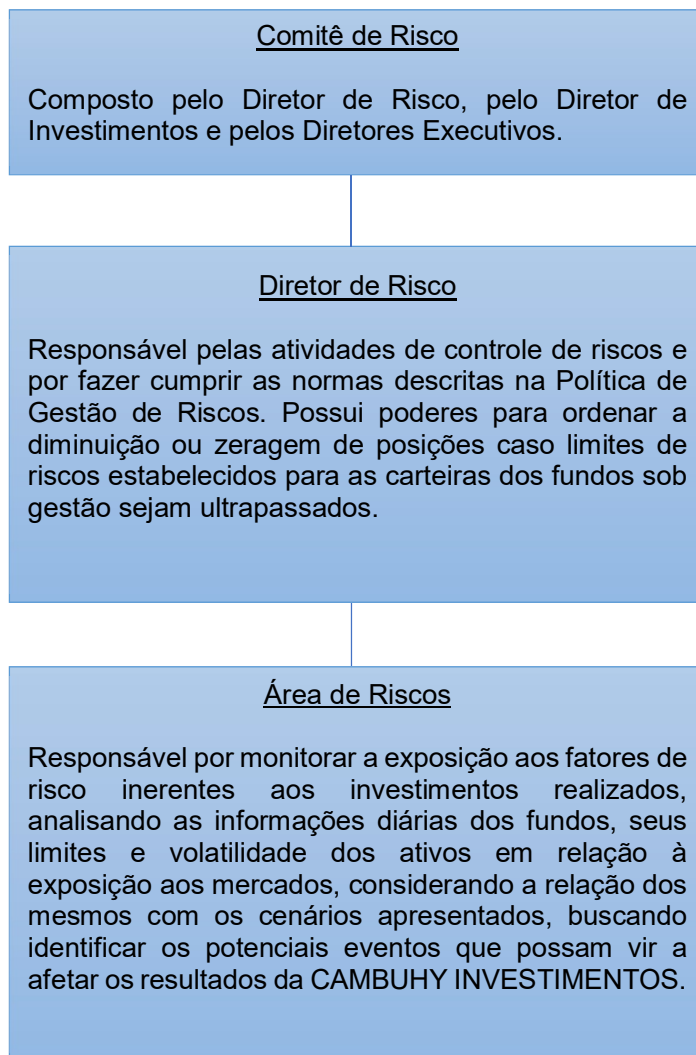 Comitê de Risco
Composto pelo Diretor de Risco, pelo Diretor de
Investimentos e pelos Diretores Executivos.
Diretor de Risco
Responsável pelas atividades de controle de riscos e
por fazer cumprir as normas descritas na Política de
Gestão de Riscos. Possui poderes para ordenar a
diminuição ou zeragem de posições caso limites de
riscos estabelecidos para as carteiras dos fundos sob
gestão sejam ultrapassados.
Área de Riscos
Responsável por monitorar a exposição aos fatores de
risco inerentes aos investimentos realizados,
analisando as informações diárias dos fundos, seus
limites e volatilidade dos ativos em relação à
exposição aos mercados, considerando a relação dos
mesmos com os cenários apresentados, buscando
identificar os potenciais eventos que possam vir a
afetar os resultados da CAMBUHY INVESTIMENTOS.